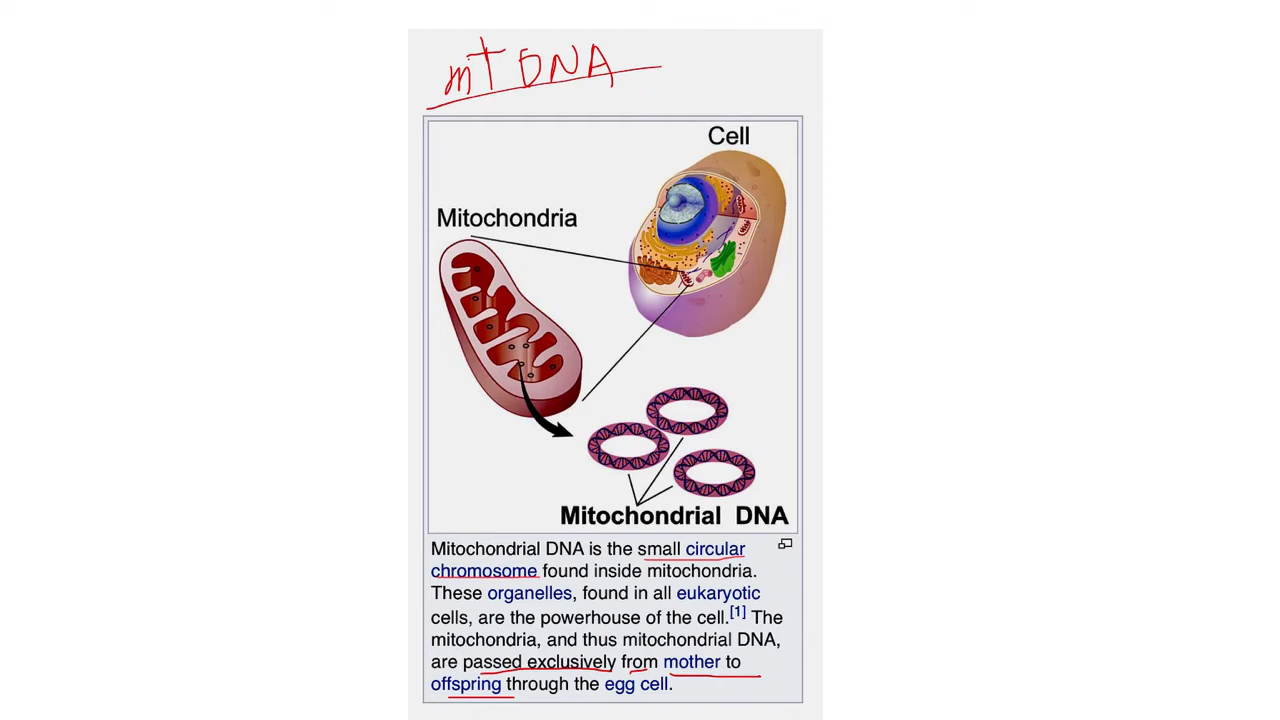 mt DNA
Cell
Mitochondria
Mitochondrial DNA
Mitochondrial DNA is the small circular
chromosome found inside mitochondria.
These organelles, found in all eukaryotic
cells, are the powerhouse of the cell.[1] The
mitochondria, and thus mitochondrial DNA,
are passed exclusively from mother to
offspring through the egg cell.